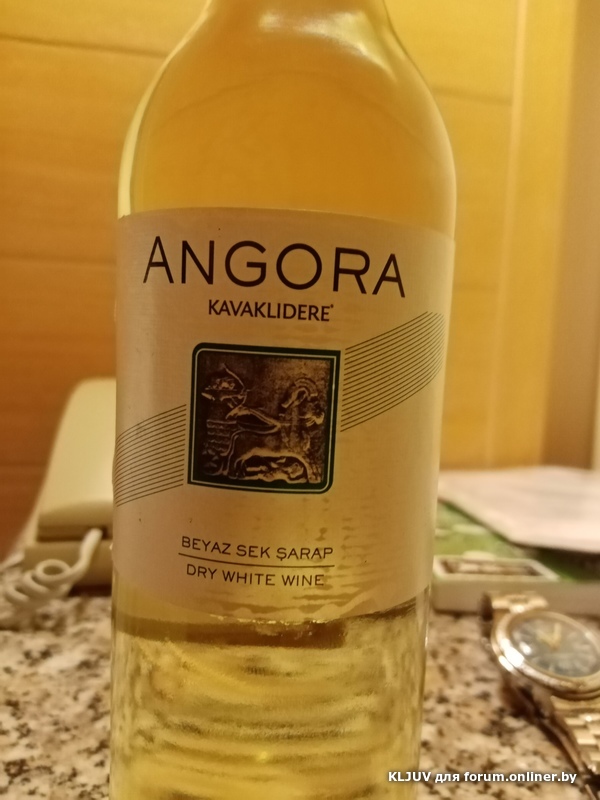 ANGORA
KAVAKLIDERE
BEYAZ SEK ŞARAP
DRY WHITE WINE
KLJUV для forum.onliner.by